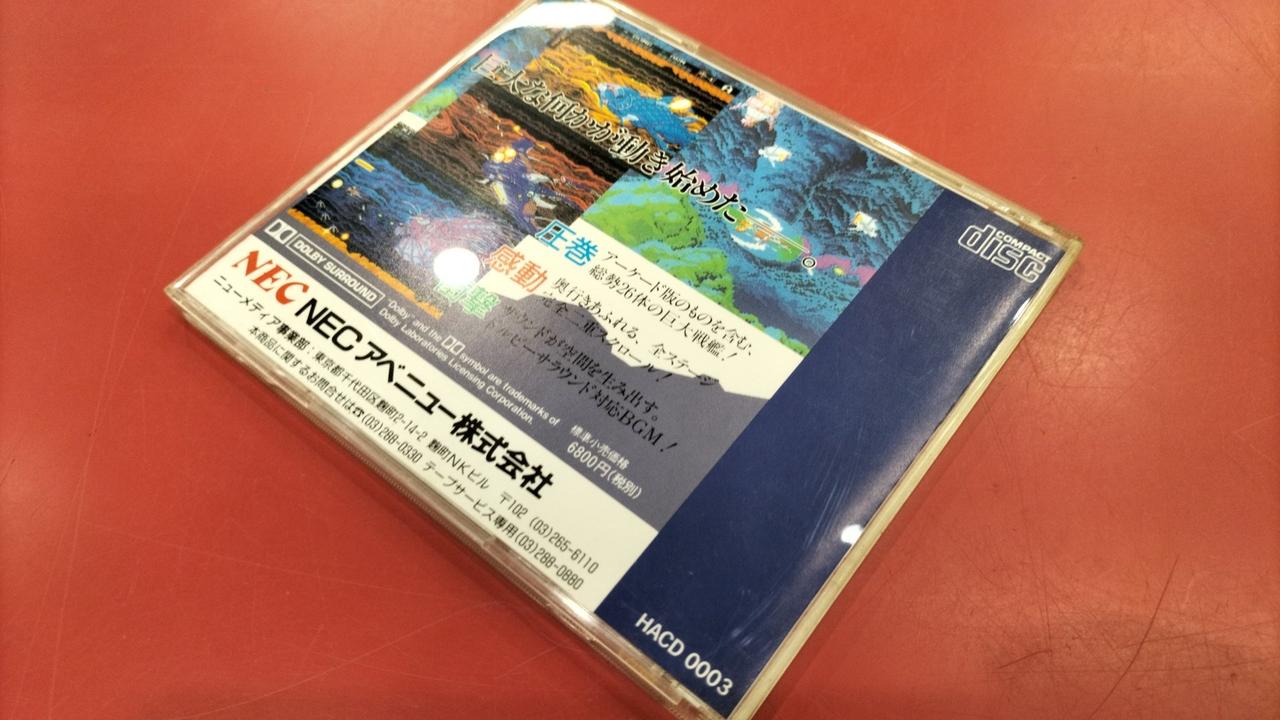 巨大な何かが動き始めた――。
COMPACT
disc
圧巻
アーケード版のものを含む、
総勢26体の巨大戦艦!
感動
奥行きあふれる、全ステージ
完全二重スクロール!
衝撃
サウンドが空間を生み出す。
ドルビーサラウンド対応BGM!
DOLBY SURROUND
"Dolby" and the symbol are trademarks of
Dolby Laboratories Licensing Corporation.
標準小売価格
6800円(税別)
NEC NECアベニュー株式会社
ニューメディア事業部:東京都千代田区麹町2-14-2 麹町NKビル 〒102 (03)265-6110
本商品に関するお問合せは☎(03)288-0330 テープサービス専用(03)288-0880
HACD 0003